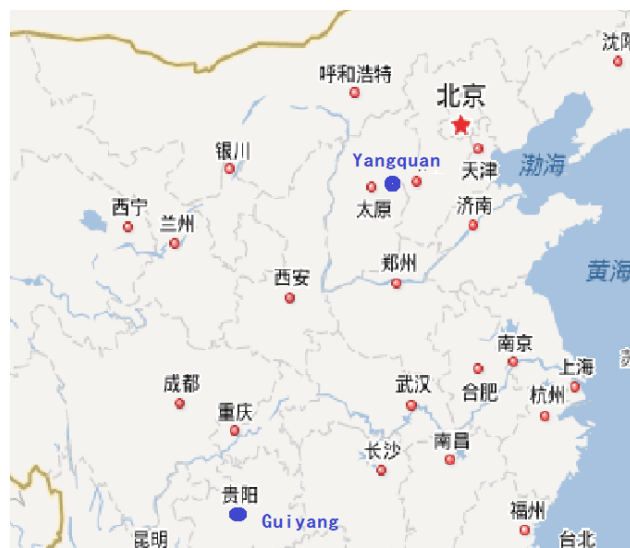 沈阳
呼和浩特
北京
银川
Yangquan
天津
渤海
西宁
太原
济南
兰州
郑州
西安
黄海
南京
上海
成都
武汉
合肥
杭州
重庆
长沙
南昌
贵阳
Guiyang
福州
昆明
台北